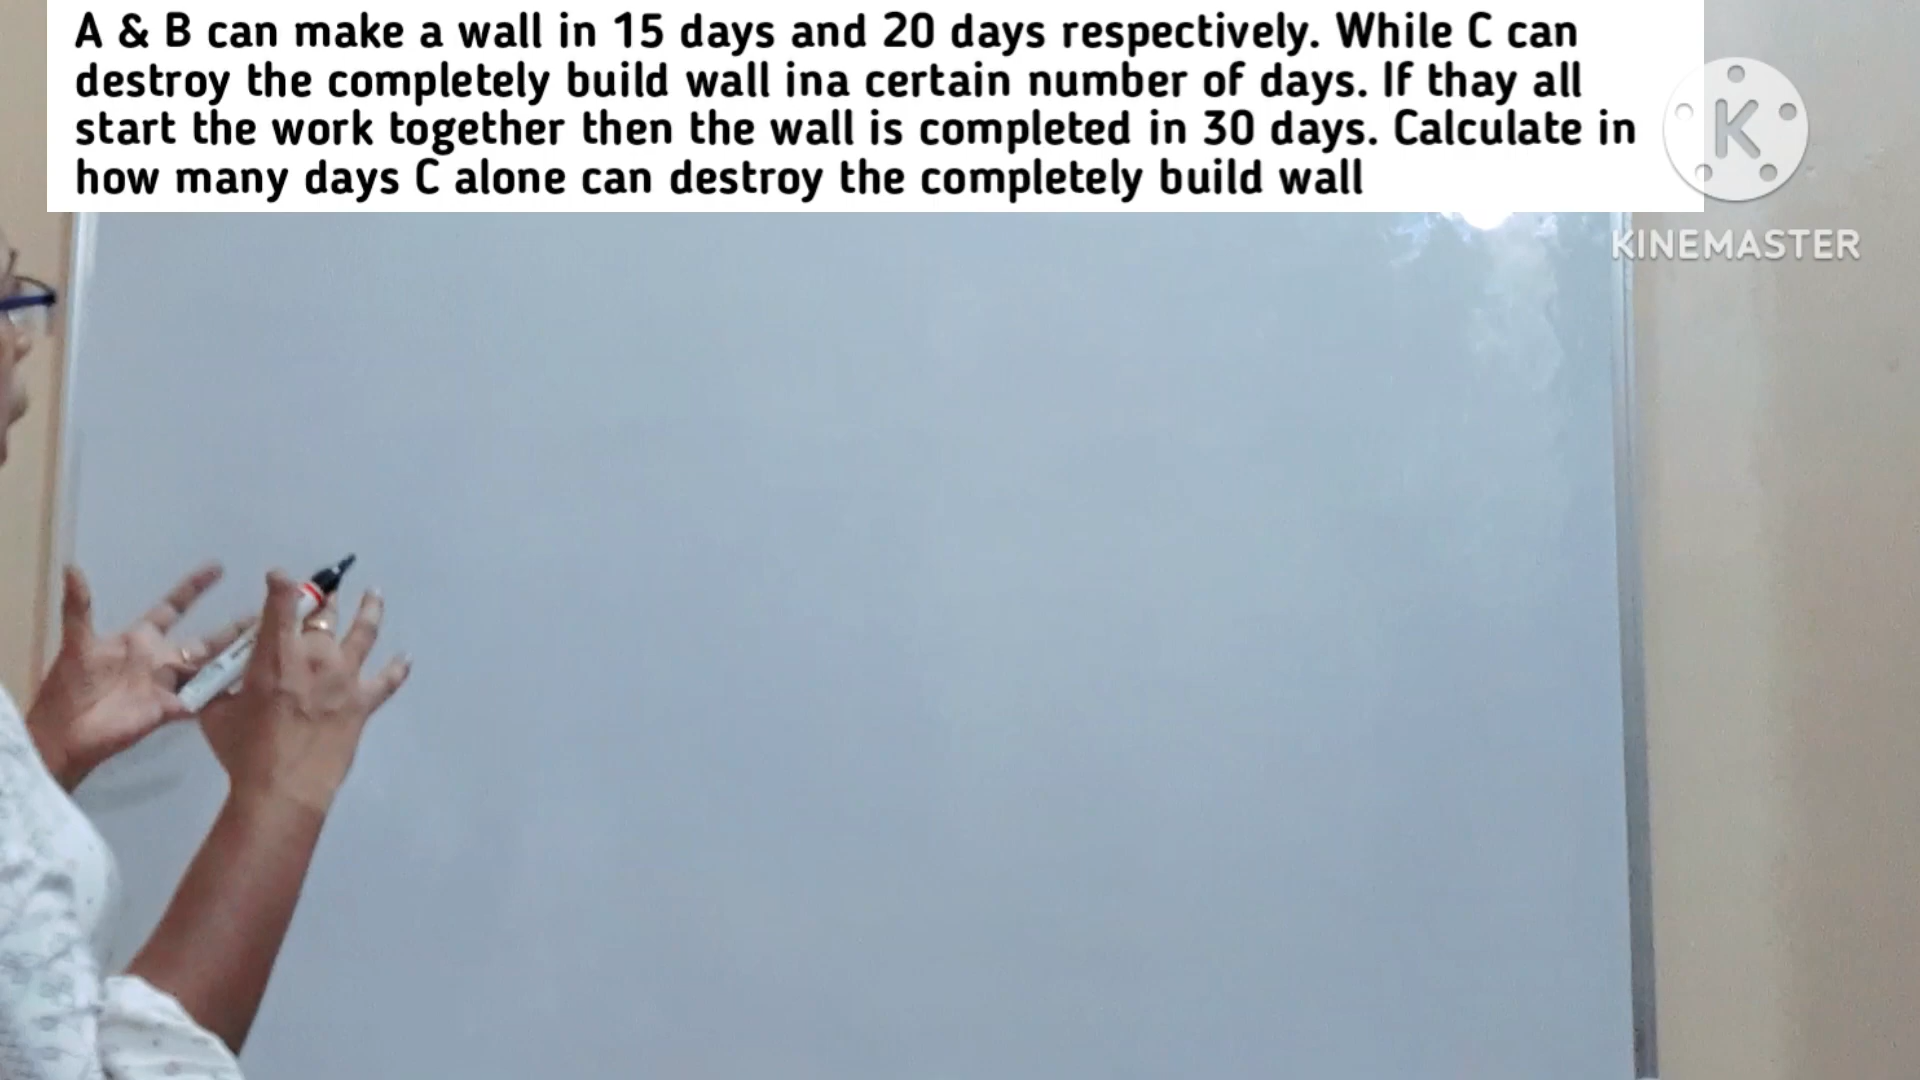 A & B can make a wall in 15 days and 20 days respectively. While C can
destroy the completely build wall ina certain number of days. If thay all
start the work together then the wall is completed in 30 days. Calculate in
how many days C alone can destroy the completely build wall
K
KINEMASTER